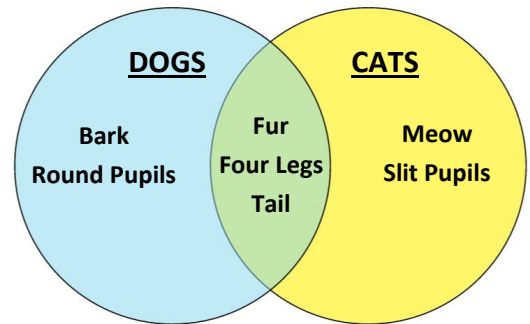 DOGS
CATS
Bark
Round Pupils
Fur
Four Legs
Tail
Meow
Slit Pupils